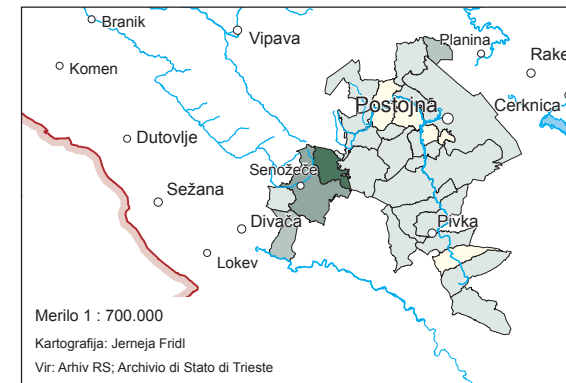 Branik
Vipava
Planina
Komen
Rake
Postojna
Cerknica
Dutovlje
Senožeče
Sežana
Divača
Pivka
Lokev
Merilo 1 : 700.000
Kartografija: Jerneja Fridl
Vir: Arhiv RS; Archivio di Stato di Trieste